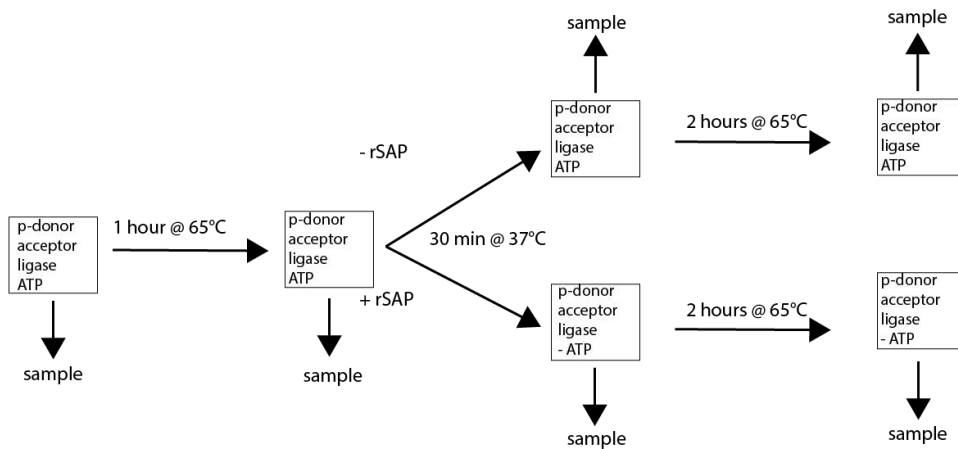 p-donor
acceptor
ligase
ATP
sample
1 hour @ 65°C
p-donor
acceptor
ligase
ATP
sample
- rSAP
30 min @ 37°C
+ rSAP
sample
p-donor
acceptor
ligase
ATP
2 hours @ 65°C
sample
p-donor
acceptor
ligase
ATP
p-donor
acceptor
ligase
- ATP
sample
2 hours @ 65°C
p-donor
acceptor
ligase
- ATP
sample